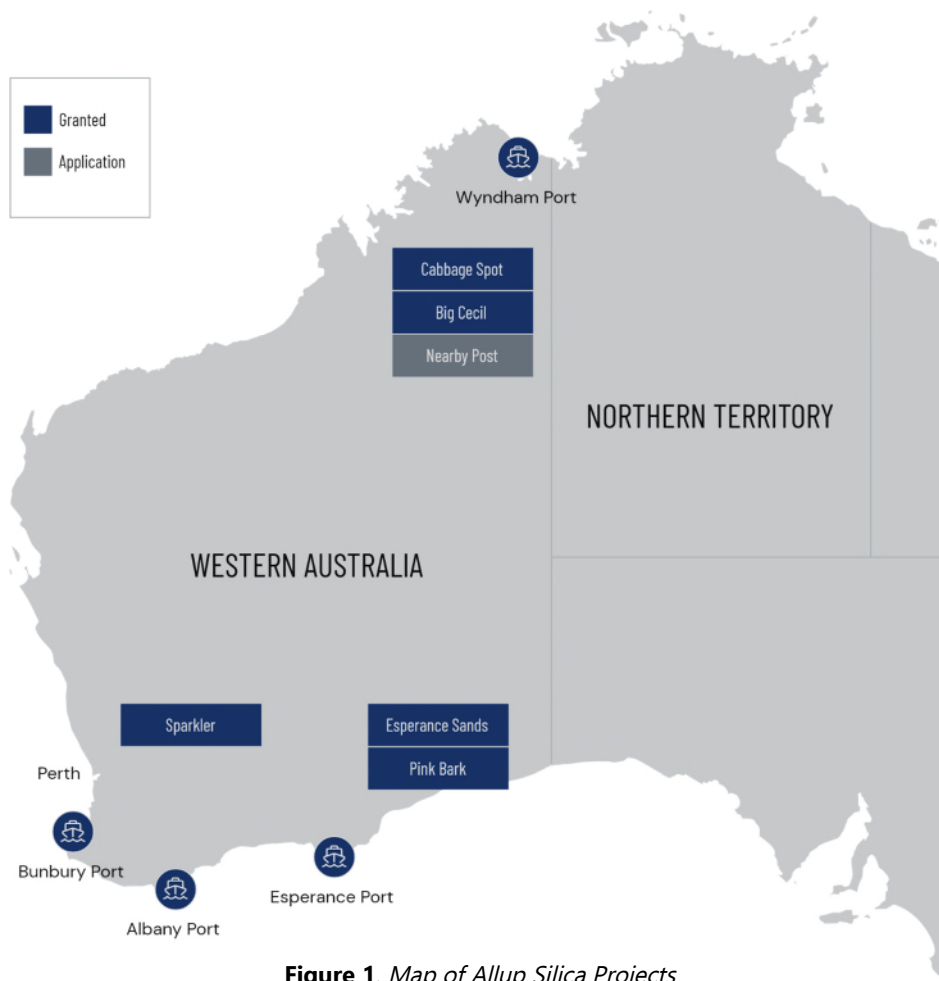 Granted
Application
Wyndham Port
Cabbage Spot
Big Cecil
Nearby Post
NORTHERN TERRITORY
WESTERN AUSTRALIA
Sparkler
Esperance Sands
Pink Bark
Perth
Bunbury Port
Esperance Port
Albany Port
Figure 1. Map of Allup Silica Projects